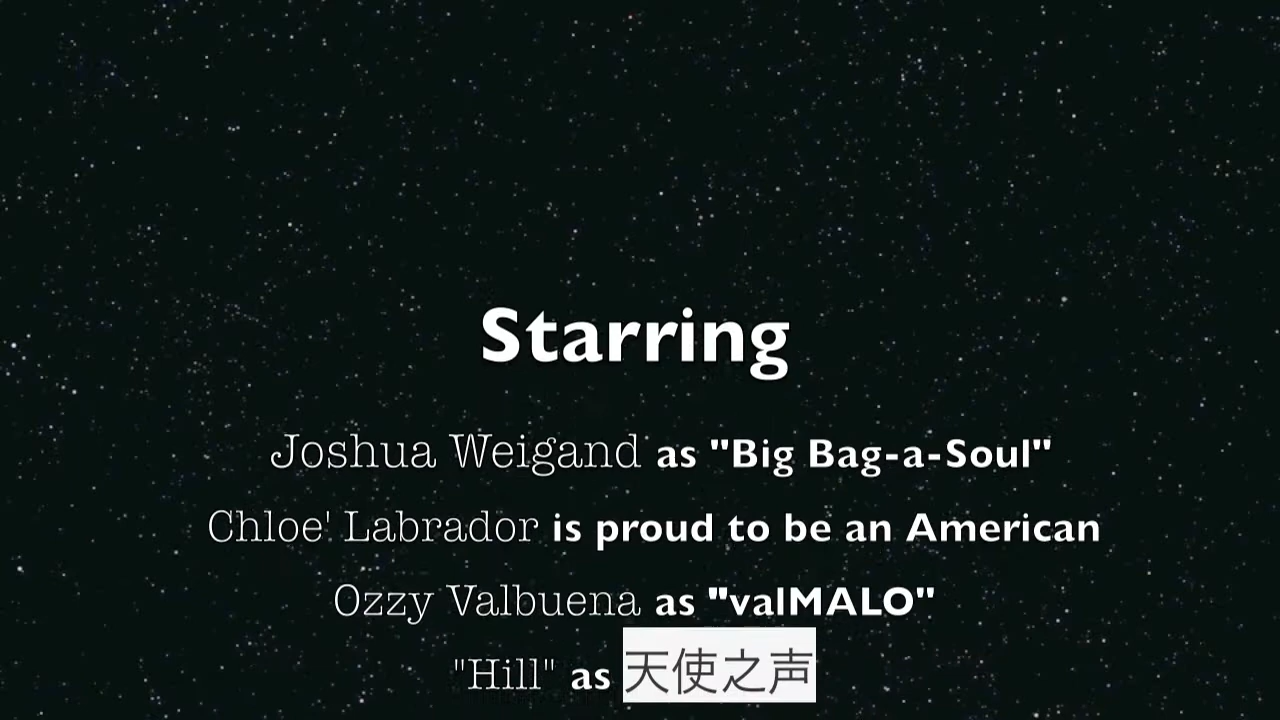 Starring
Joshua Weigand as "Big Bag-a-Soul"
Chloe' Labrador is proud to be an American
Ozzy Valbuena as "valMALO"
"Hill" as 天使之声